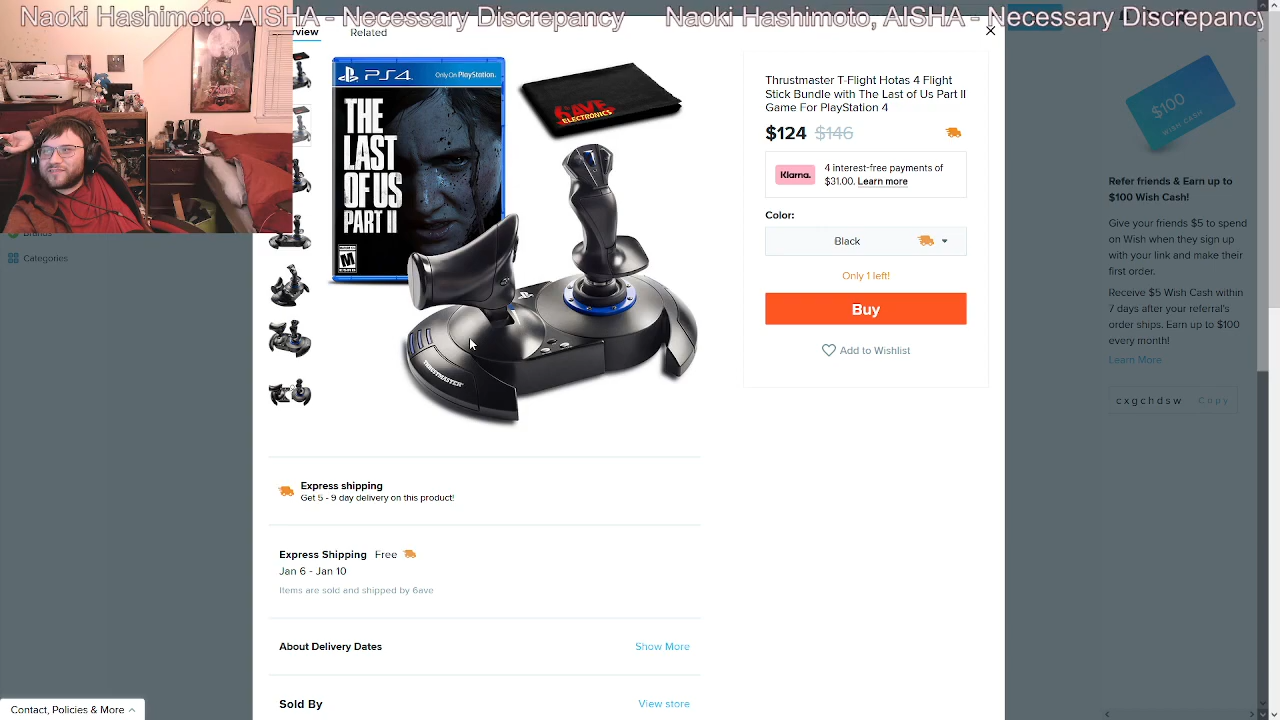 Naoki Hashimoto, AISHA - Necessary Discrepancy Naoki Hashimoto, AISHA - Necessary Discrepancy
Related
PS4 Only On PlayStation
THE
LAST
OF US
PART II
6AVE
ELECTRONICS
THRUSTMASTER
Thrustmaster T-Flight Hotas 4 Flight
Stick Bundle with The Last of Us Part II
Game For PlayStation 4
$124 $146
Klarna. 4 interest-free payments of
$31.00. Learn more
Color:
Black
Only 1 left!
Buy
Add to Wishlist
Express shipping
Get 5 - 9 day delivery on this product!
Express Shipping Free
Jan 6 - Jan 10
Items are sold and shipped by 6ave
About Delivery Dates Show More
Sold By View store
Categories
Contact, Policies & More
$100
WISH CASH
Refer friends & Earn up to
$100 Wish Cash!
Give your friends $5 to spend
on Wish when they sign up
with your link and make their
first order.
Receive $5 Wish Cash within
7 days after your referral's
order ships. Earn up to $100
every month!
Learn More
cxgchdsw Copy